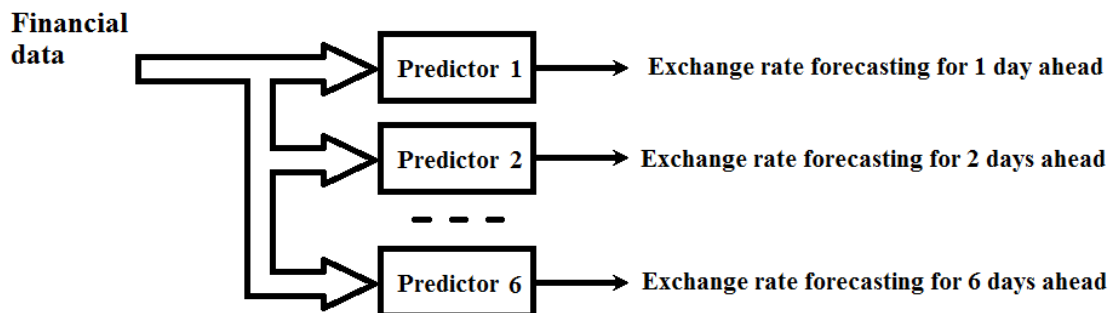 Financial
data
Predictor 1
Exchange rate forecasting for 1 day ahead
Predictor 2
Exchange rate forecasting for 2 days ahead
Predictor 6
Exchange rate forecasting for 6 days ahead